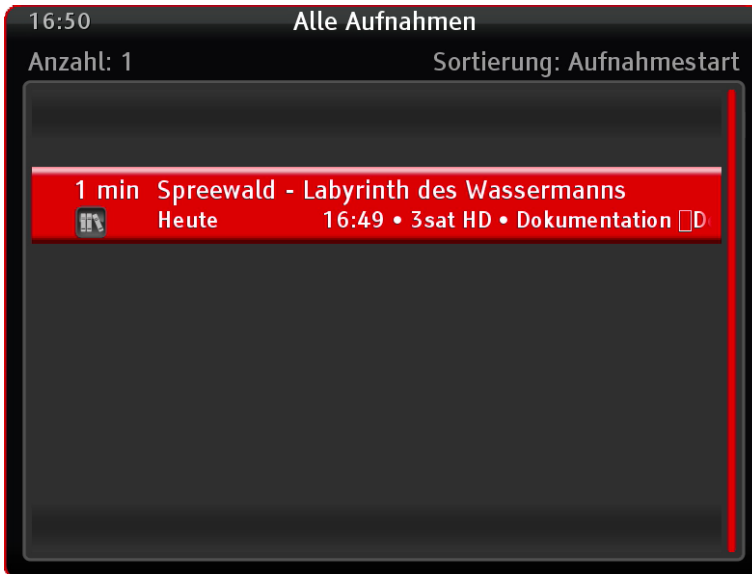 16:50 Alle Aufnahmen
Anzahl: 1 Sortierung: Aufnahmestart
1 min Spreewald - Labyrinth des Wassermanns
Heute 16:49 • 3sat HD • Dokumentation